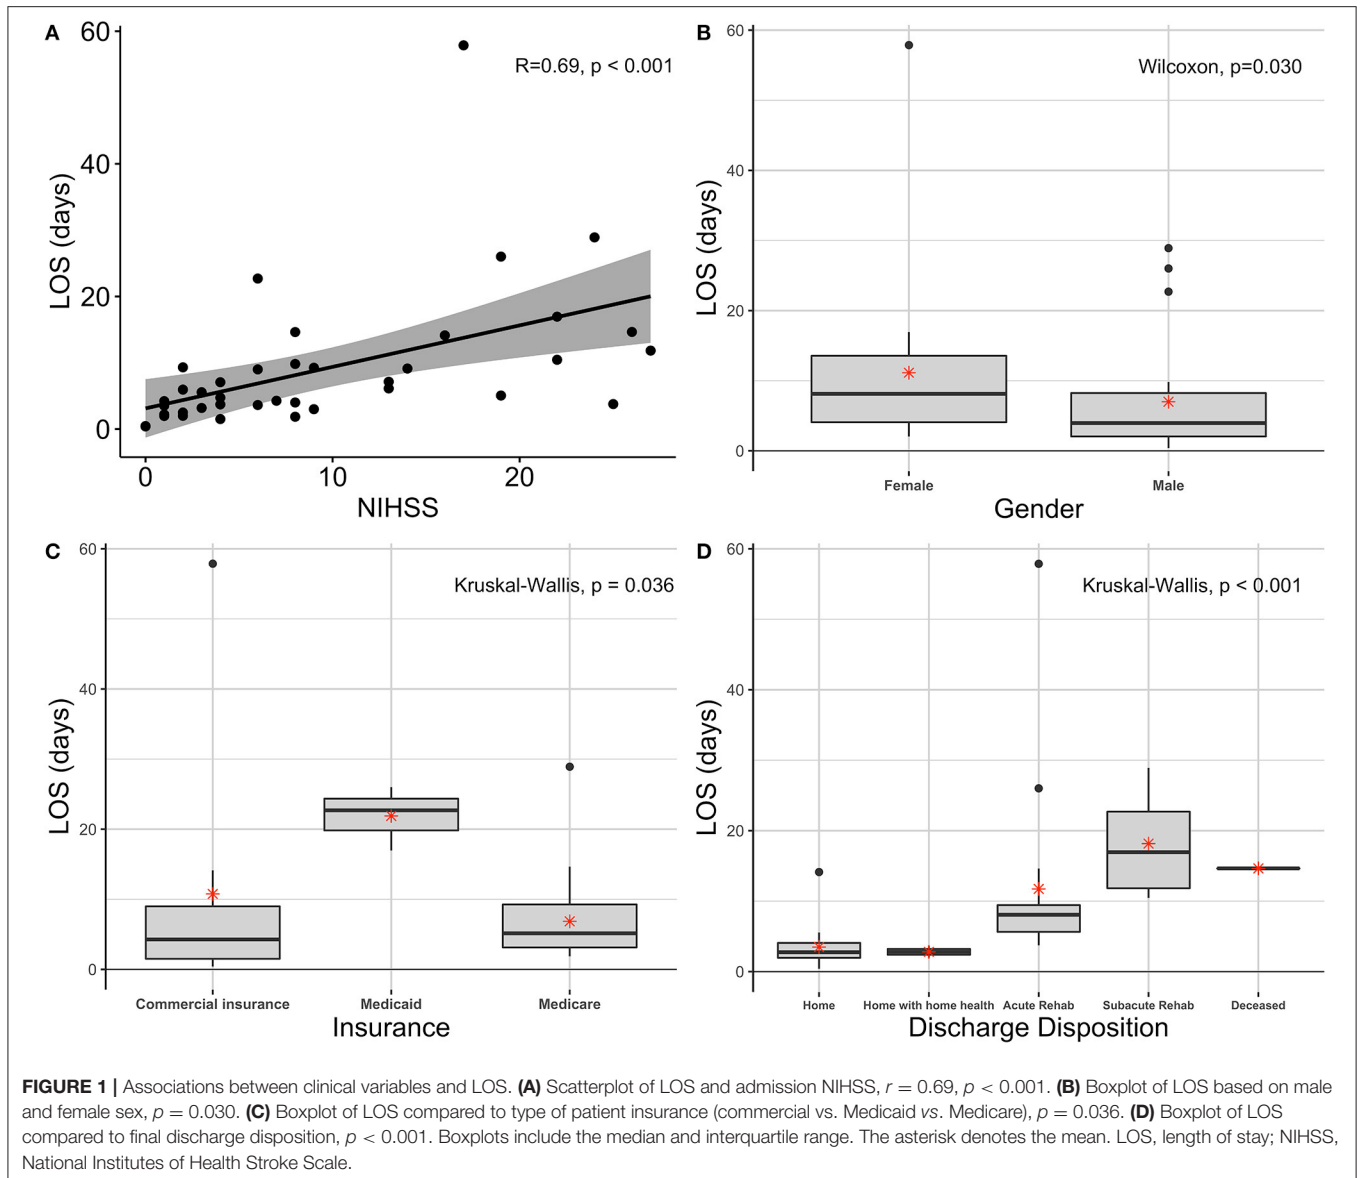 A
60
40
20
0
LOS (days)
R=0.69, p < 0.001
0 10 20
NIHSS
B
60
40
20
0
LOS (days)
Wilcoxon, p=0.030
Female Male
Gender
C
60
40
20
0
LOS (days)
Kruskal-Wallis, p = 0.036
Commercial insurance Medicaid Medicare
Insurance
D
60
40
20
0
LOS (days)
Kruskal-Wallis, p < 0.001
Home Home with home health Acute Rehab Subacute Rehab Deceased
Discharge Disposition
FIGURE 1 | Associations between clinical variables and LOS. (A) Scatterplot of LOS and admission NIHSS, r = 0.69, p < 0.001. (B) Boxplot of LOS based on male
and female sex, p = 0.030. (C) Boxplot of LOS compared to type of patient insurance (commercial vs. Medicaid vs. Medicare), p = 0.036. (D) Boxplot of LOS
compared to final discharge disposition, p < 0.001. Boxplots include the median and interquartile range. The asterisk denotes the mean. LOS, length of stay; NIHSS,
National Institutes of Health Stroke Scale.